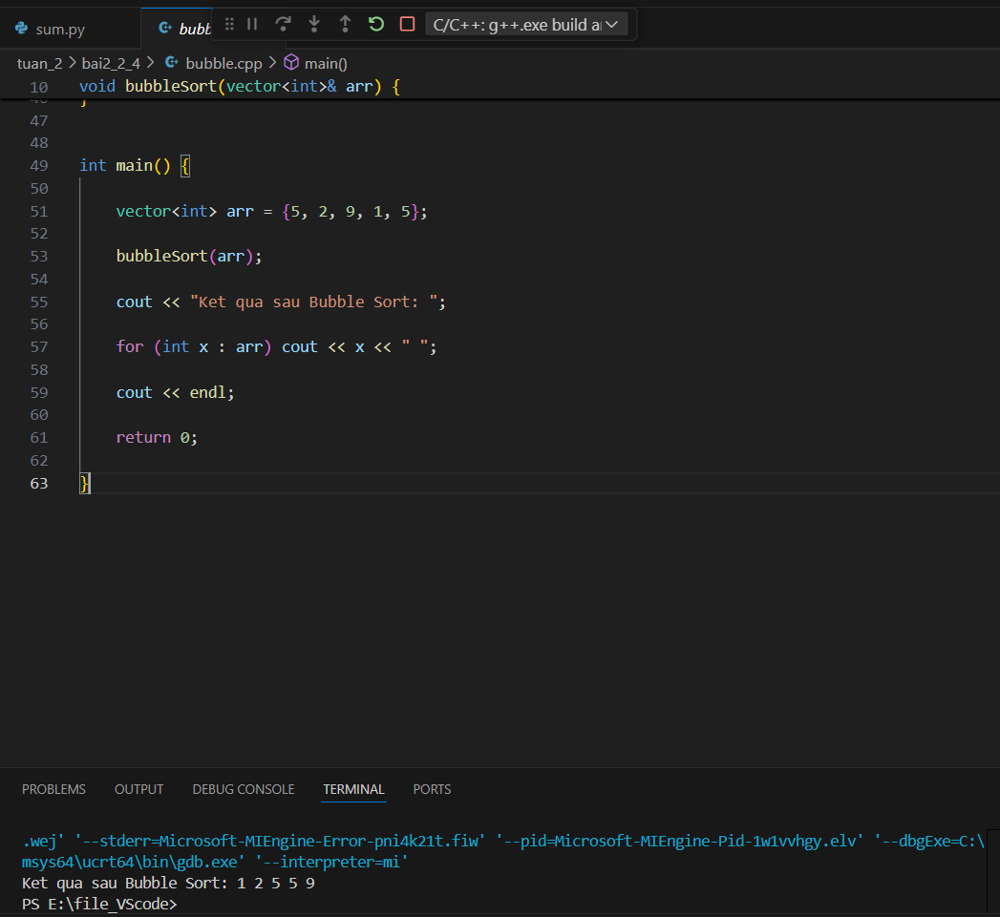 sum.py
bubb
C/C++: g++.exe build a
tuan_2 > bai2_2_4 > bubble.cpp > main()
10 void bubbleSort(vector<int>& arr) {
46 }
47
48
49 int main() {
50
51 vector<int> arr = {5, 2, 9, 1, 5};
52
53 bubbleSort(arr);
54
55 cout << "Ket qua sau Bubble Sort: ";
56
57 for (int x : arr) cout << x << " ";
58
59 cout << endl;
60
61 return 0;
62
63 }
PROBLEMS OUTPUT DEBUG CONSOLE TERMINAL PORTS
.wej' '--stderr=Microsoft-MIEngine-Error-pni4k21t.fiw' '--pid=Microsoft-MIEngine-Pid-1w1vvhgy.elv' '--dbgExe=C:\
msys64\ucrt64\bin\gdb.exe' '--interpreter=mi'
Ket qua sau Bubble Sort: 1 2 5 5 9
PS E:\file_VScode>